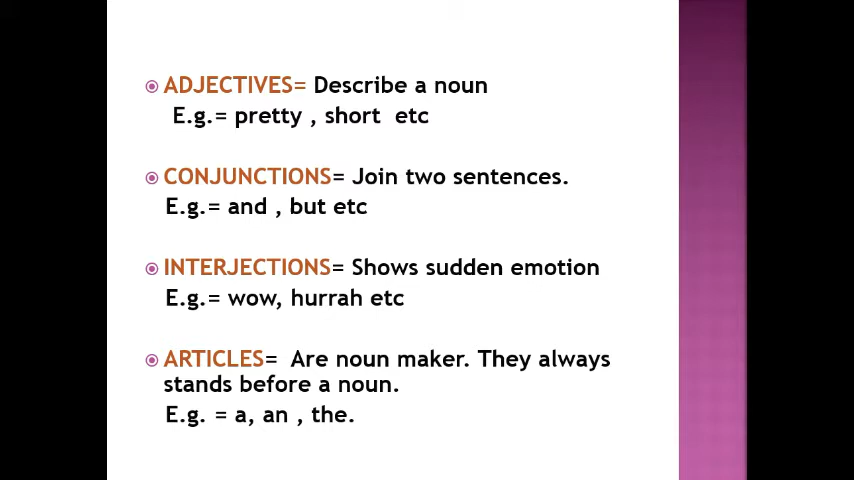 ADJECTIVES= Describe a noun
E.g.= pretty , short etc
CONJUNCTIONS= Join two sentences.
E.g.= and , but etc
INTERJECTIONS= Shows sudden emotion
E.g.= wow, hurrah etc
ARTICLES= Are noun maker. They always
stands before a noun.
E.g. = a, an , the.